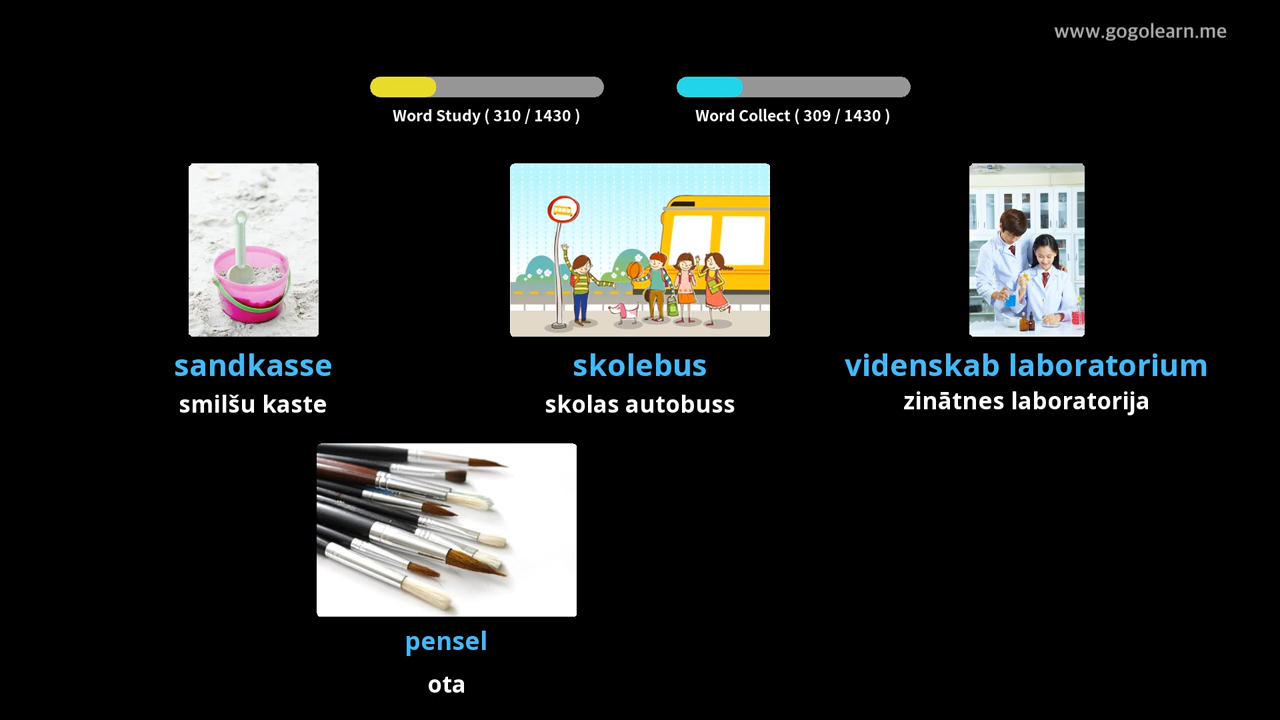 www.gogolearn.me
Word Study ( 310 / 1430 )
Word Collect ( 309 / 1430 )
sandkasse
smilšu kaste
skolebus
skolas autobuss
videnskab laboratorium
zinātnes laboratorija
pensel
ota